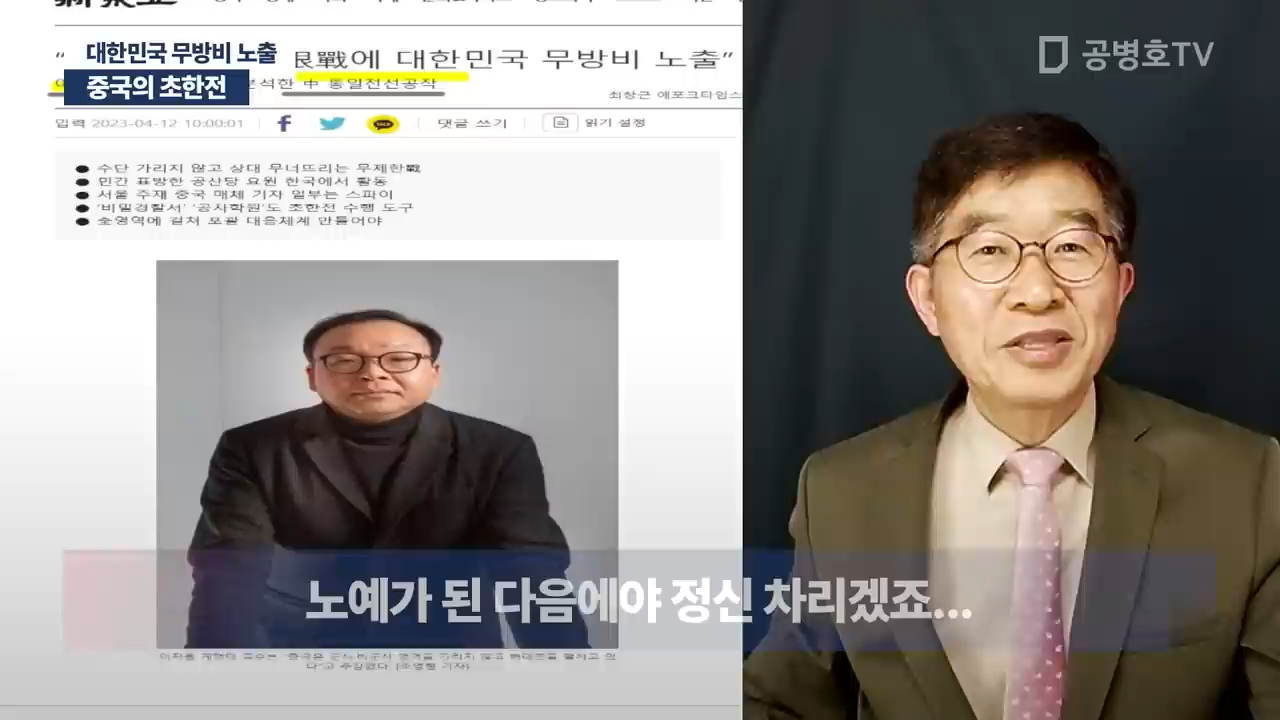 공병호TV
대한민국 무방비 노출
중국의 초한전
限戰에 대한민국 무방비 노출”
분석한 中 통일전선공작
최창근 에포크타임스
입력 2023-04-12 10:00:01
댓글 쓰기
읽기 설정
● 수단 가리지 않고 상대 무너뜨리는 무제한戰
● 민간 표방한 공산당 요원 한국에서 활동
● 서울 주재 중국 매체 기자 일부는 스파이
● ‘비밀경찰서’ ‘공자학원’도 초한전 수행 도구
● 全영역에 걸쳐 포괄 대응체계 만들어야
노예가 된 다음에야 정신 차리겠죠...